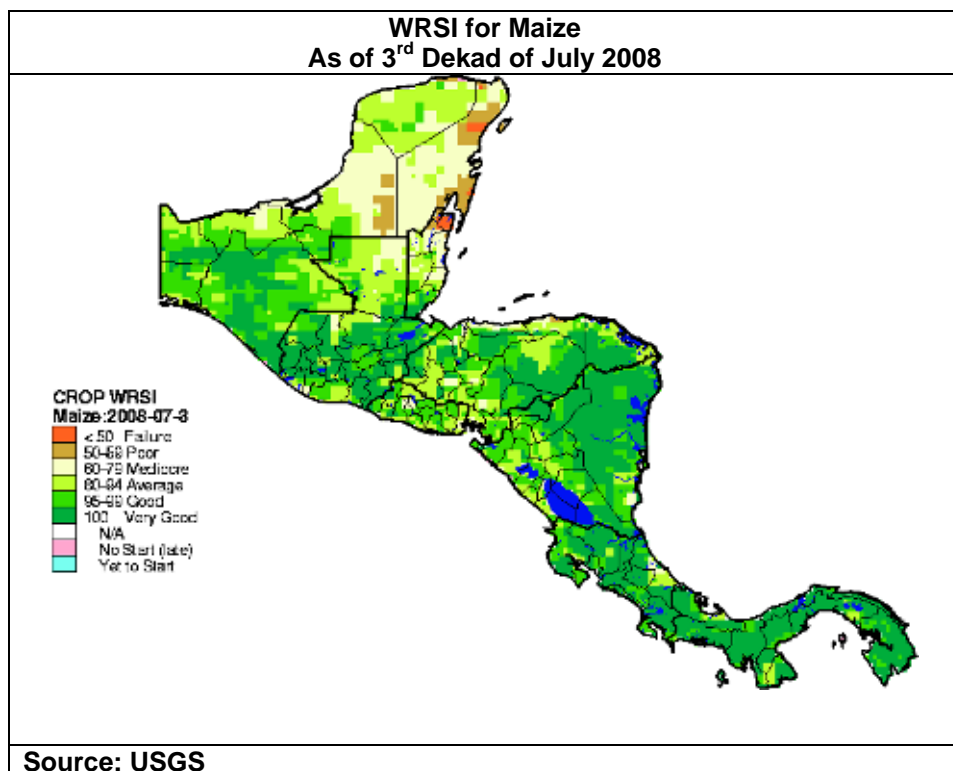 WRSI for Maize
As of 3rd Dekad of July 2008
CROP WRSI
Maize:2008-07-3
<50 Failure
50-59 Poor
60-79 Mediocre
80-94 Average
95-99 Good
100 Very Good
N/A
No Start (late)
Yet to Start
Source: USGS